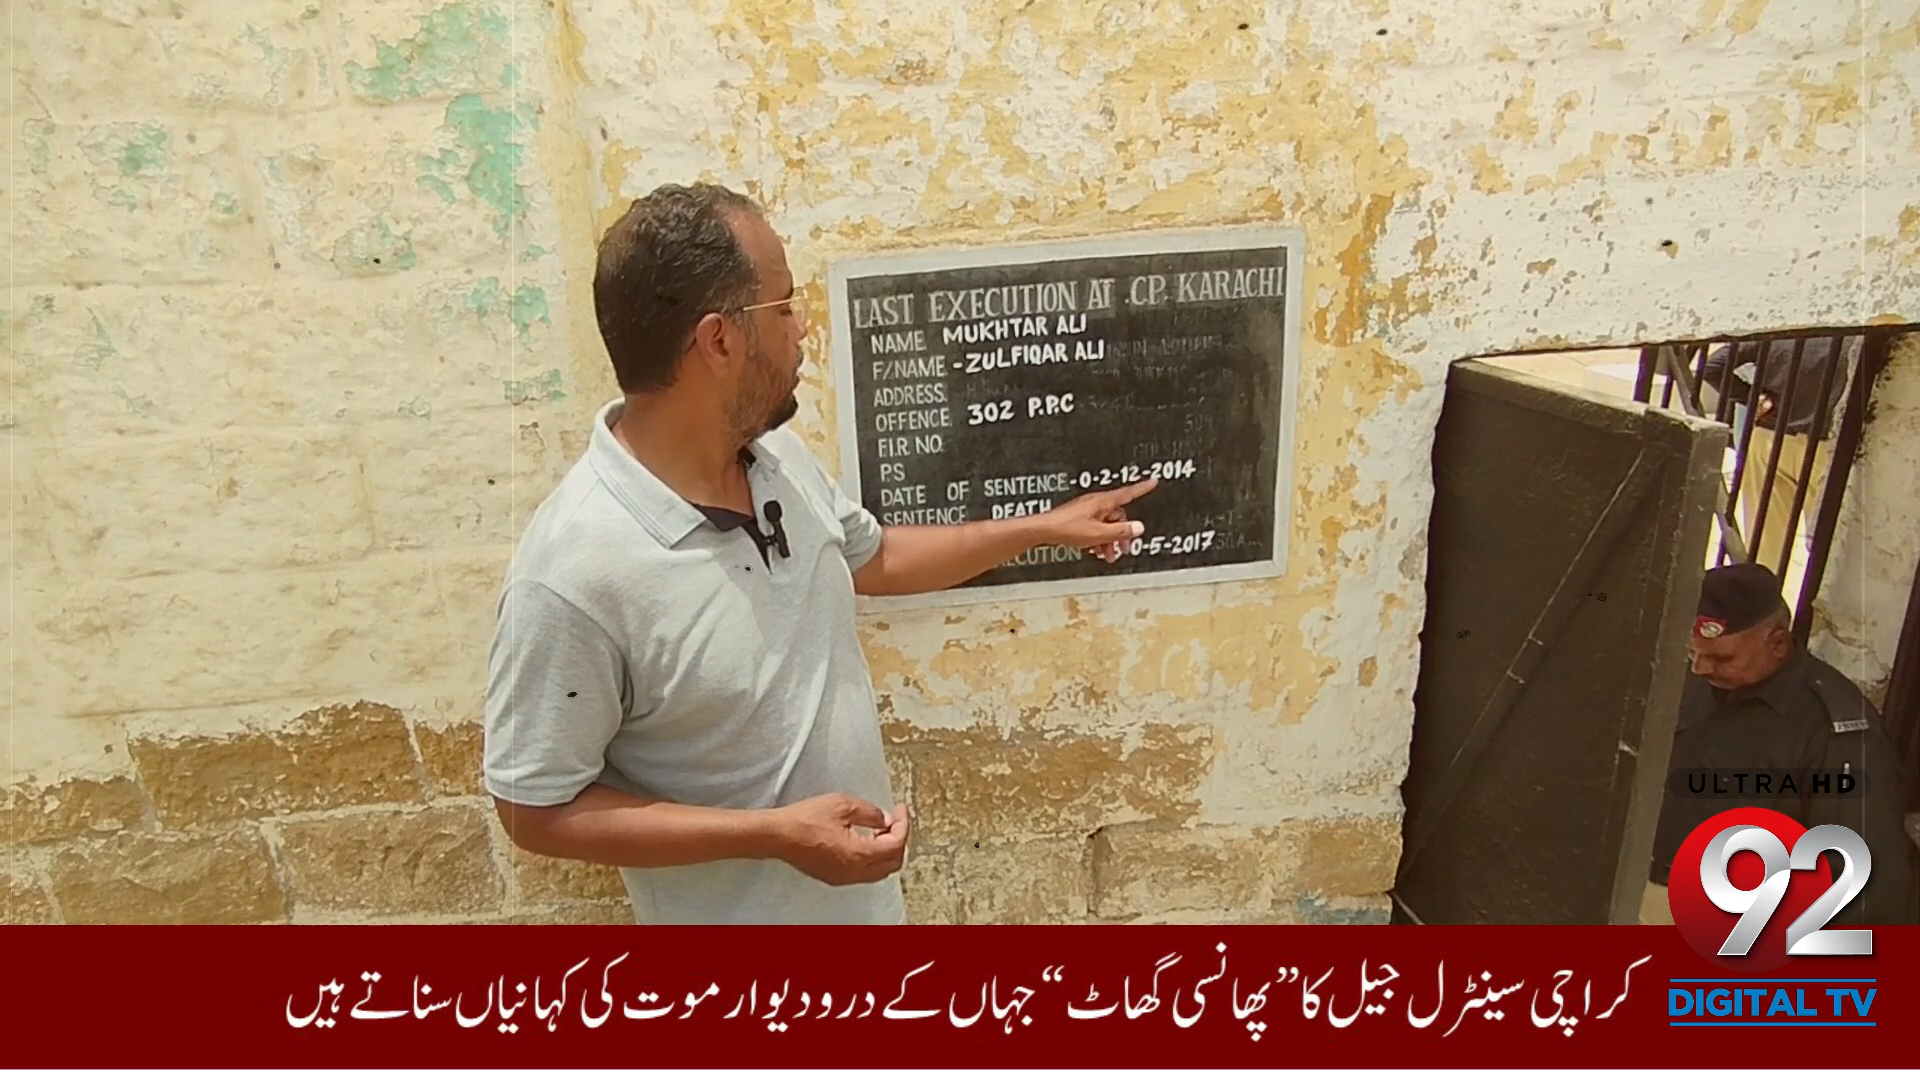 LAST EXECUTION AT .C.P. KARACHI
NAME MUKHTAR ALI
F/NAME -ZULFIQAR ALI
ADDRESS.
OFFENCE. 302 P.P.C
F.I.R NO.
P.S
DATE OF SENTENCE.-0-2-12-2014
SENTENCE DEATH
0-5-2017
ULTRA HD
92
DIGITAL TV
کراچی سینٹرل جیل کا”پھانسی گھاٹ“ جہاں کے درودیوار موت کی کہانیاں سناتے ہیں